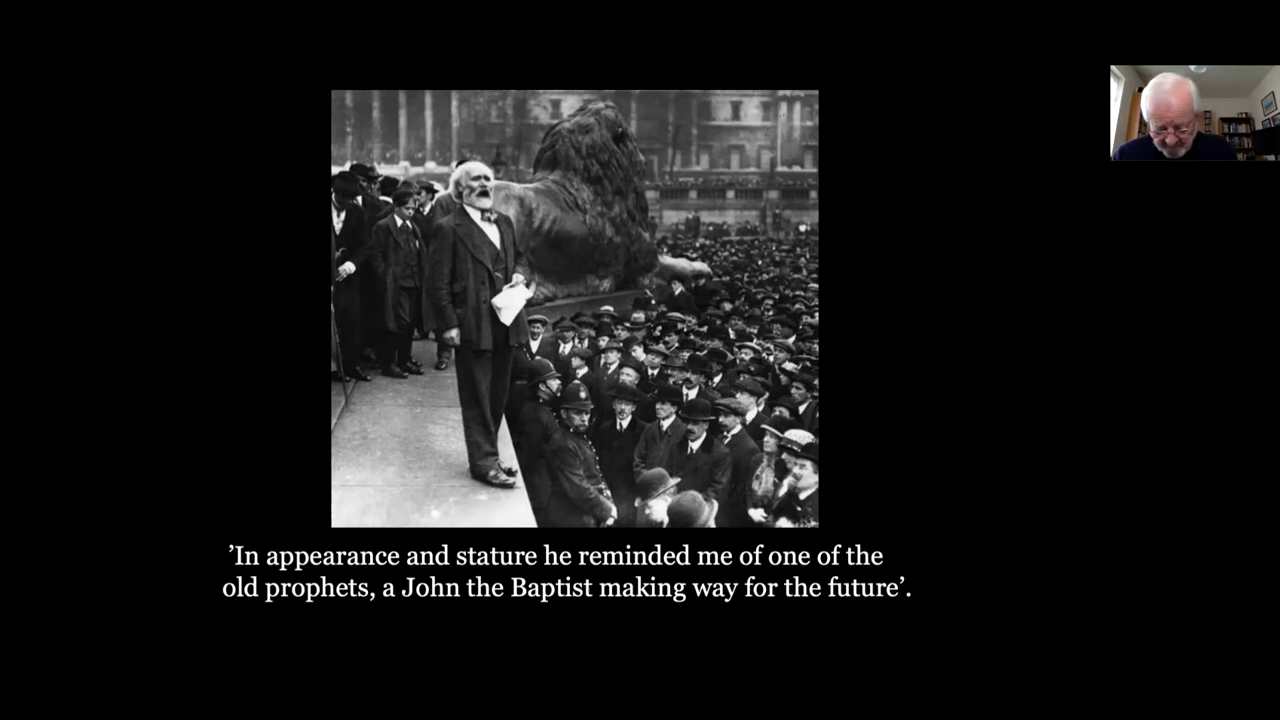 ’In appearance and stature he reminded me of one of the
old prophets, a John the Baptist making way for the future’.